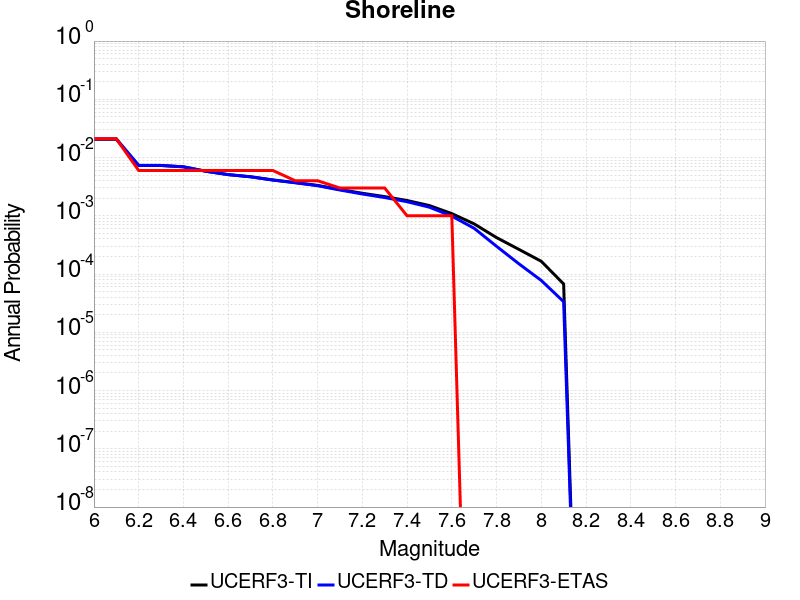 Shoreline
10^0
10^-1
10^-2
10^-3
10^-4
10^-5
10^-6
10^-7
10^-8
Annual Probability
6 6.2 6.4 6.6 6.8 7 7.2 7.4 7.6 7.8 8 8.2 8.4 8.6 8.8 9
Magnitude
UCERF3-TI UCERF3-TD UCERF3-ETAS